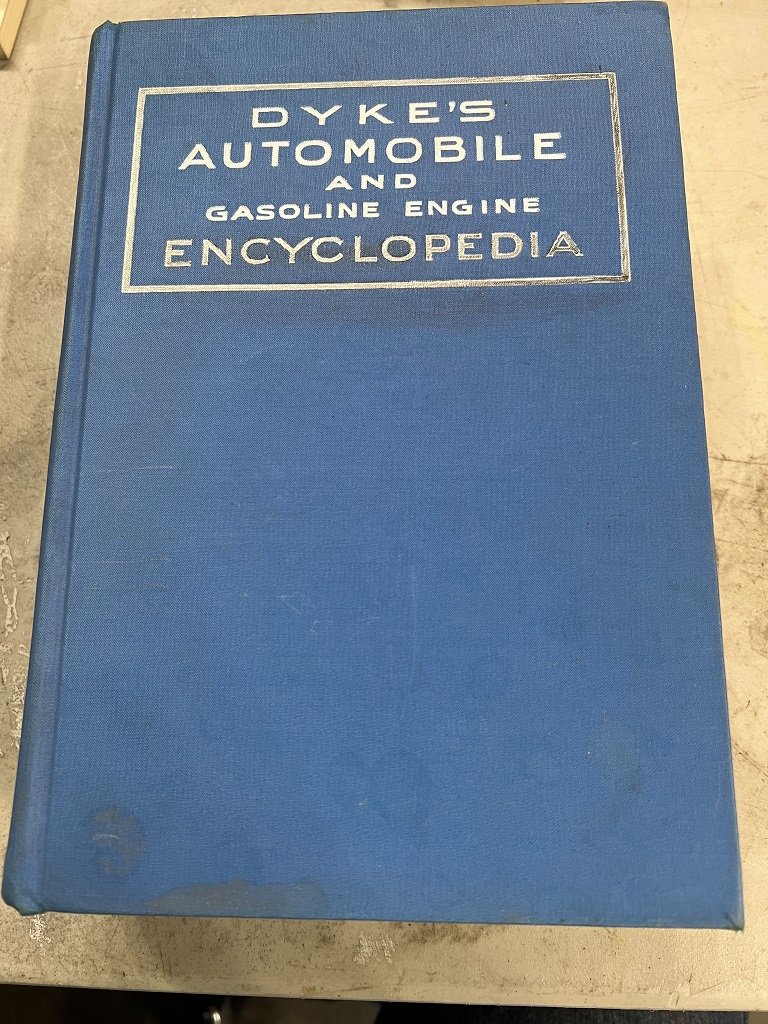 DYKE'S
AUTOMOBILE
AND
GASOLINE ENGINE
ENCYCLOPEDIA